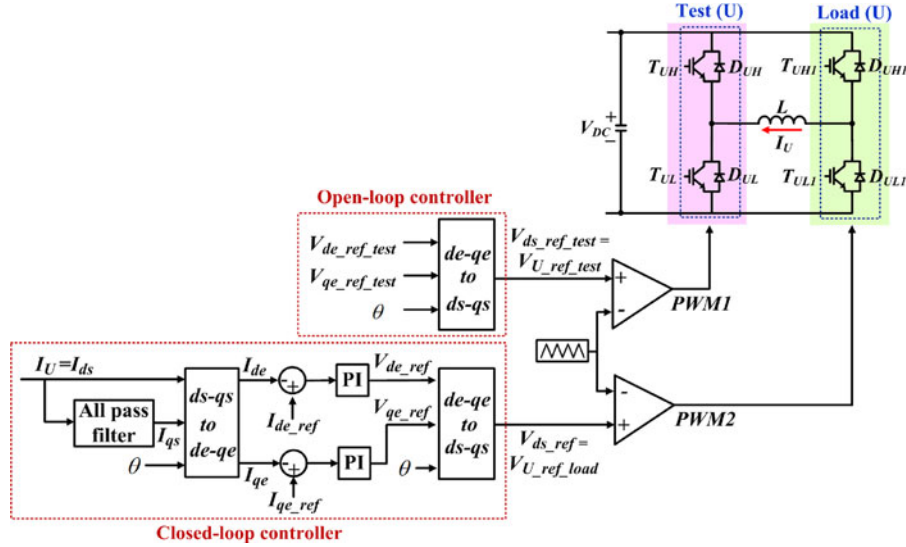 Test (U)
Load (U)
T_UH
D_UH
T_UH1
D_UH1
L
+
V_DC
-
I_U
T_UL
D_UL
T_UL1
D_UL1
Open-loop controller
V_de_ref_test
V_qe_ref_test
θ
de-qe
to
ds-qs
V_ds_ref_test =
V_U_ref_test
+
-
PWM1
I_U=I_ds
All pass
filter
I_qs
θ
ds-qs
to
de-qe
I_de
-
+
I_de_ref
PI
V_de_ref
I_qe
-
+
I_qe_ref
PI
V_qe_ref
θ
de-qe
to
ds-qs
V_ds_ref =
V_U_ref_load
-
+
PWM2
Closed-loop controller